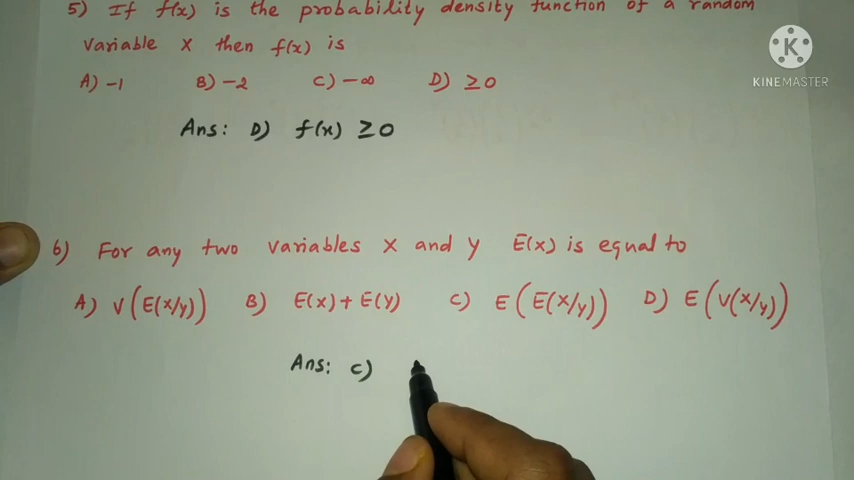 5) If f(x) is the probability density function of a random
variable X then f(x) is
A) -1 B) -2 C) -∞ D) ≥0
Ans: D) f(x) ≥0
6) For any two variables X and y E(x) is equal to
A) V(E(X/y)) B) E(x) + E(Y) C) E(E(X/y)) D) E(V(X/y))
Ans: C)
K
KINEMASTER